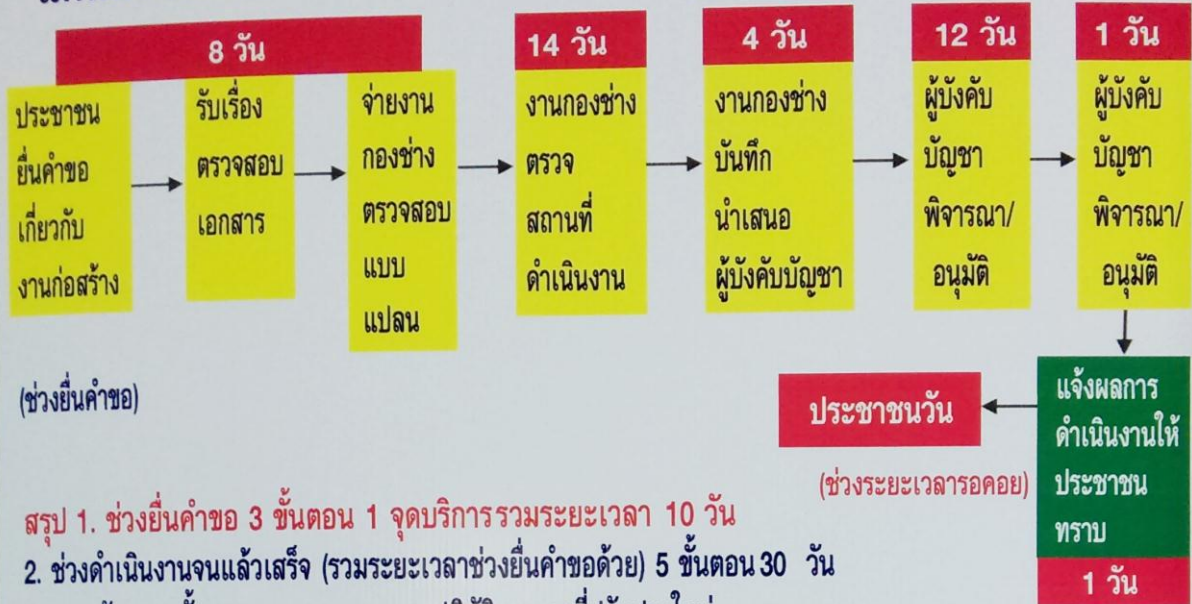 8 วัน
14 วัน
4 วัน
12 วัน
1 วัน
ประชาชน
ยื่นคำขอ
เกี่ยวกับ
งานก่อสร้าง
รับเรื่อง
ตรวจสอบ
เอกสาร
จ่ายงาน
กองช่าง
ตรวจสอบ
แบบ
แปลน
งานกองช่าง
ตรวจ
สถานที่
ดำเนินงาน
งานกองช่าง
บันทึก
นำเสนอ
ผู้บังคับบัญชา
ผู้บังคับ
บัญชา
พิจารณา/
อนุมัติ
ผู้บังคับ
บัญชา
พิจารณา/
อนุมัติ
(ช่วงยื่นคำขอ)
ประชาชนวัน
แจ้งผลการ
ดำเนินงานให้
ประชาชน
ทราบ
1 วัน
(ช่วงระยะเวลารอคอย)
สรุป 1. ช่วงยื่นคำขอ 3 ขั้นตอน 1 จุดบริการรวมระยะเวลา 10 วัน
2. ช่วงดำเนินงานจนแล้วเสร็จ (รวมระยะเวลาช่วงยื่นคำขอด้วย) 5 ขั้นตอน 30 วัน